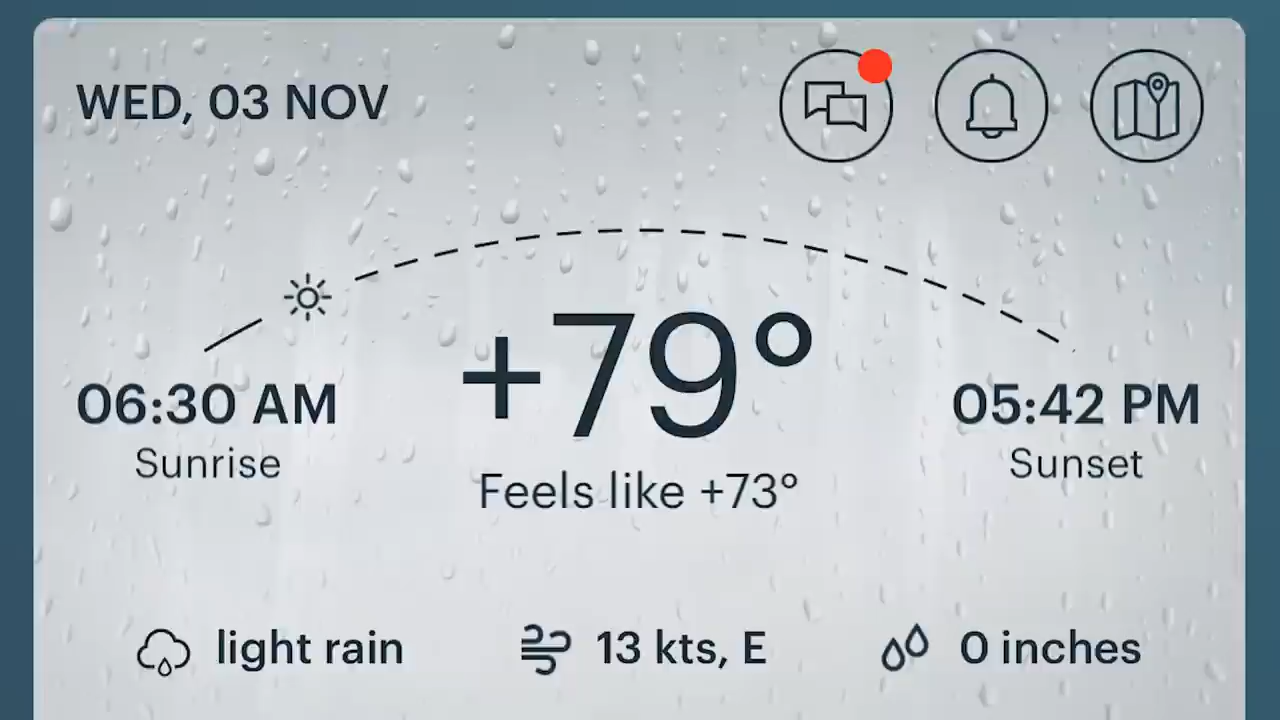 WED, 03 NOV
+79°
06:30 AM
05:42 PM
Sunrise
Feels like +73°
Sunset
light rain
13 kts, E
0 inches